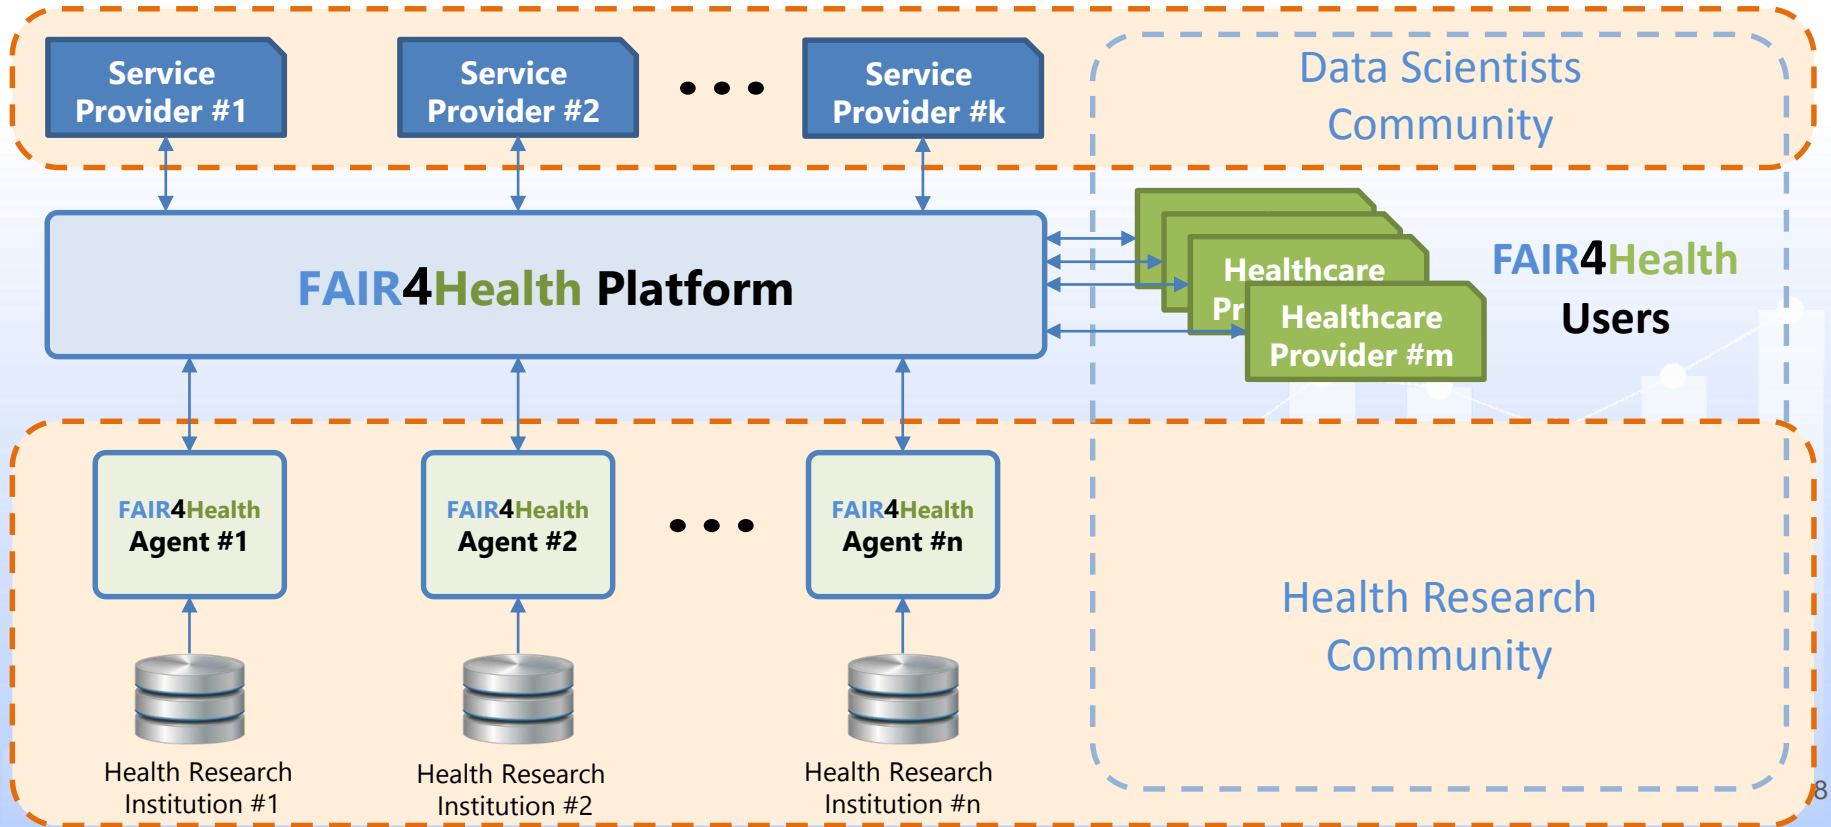 Service
Provider #1
Service
Provider #2
Service
Provider #k
Data Scientists
Community
FAIR4Health Platform
Healthcare
Pr
Healthcare
Provider #m
FAIR4Health
Users
FAIR4Health
Agent #1
FAIR4Health
Agent #2
FAIR4Health
Agent #n
Health Research
Community
Health Research
Institution #1
Health Research
Institution #2
Health Research
Institution #n
8